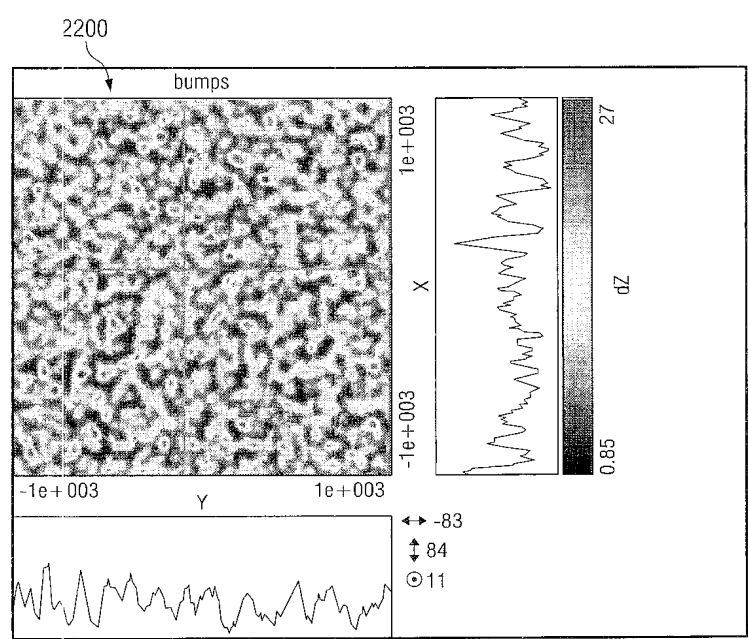 2200
bumps
1e+003
X
-1e+003
27
dZ
0.85
-1e+003
Y
1e+003
↔ -83
↕ 84
⊙ 11